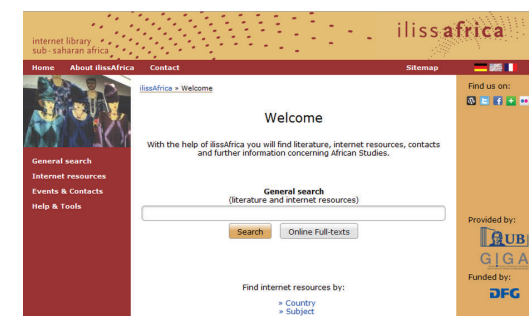 internet library
sub-saharan africa
ilissafrica
Home About ilissAfrica Contact Sitemap
ilissAfrica » Welcome
Find us on:
Welcome
With the help of ilissAfrica you will find literature, internet resources, contacts
and further information concerning African Studies.
General search
Internet resources
Events & Contacts
Help & Tools
General search
(literature and internet resources)
Search Online Full-texts
Provided by:
UB
GIGA
Funded by:
DFG
Find internet resources by:
» Country
» Subject